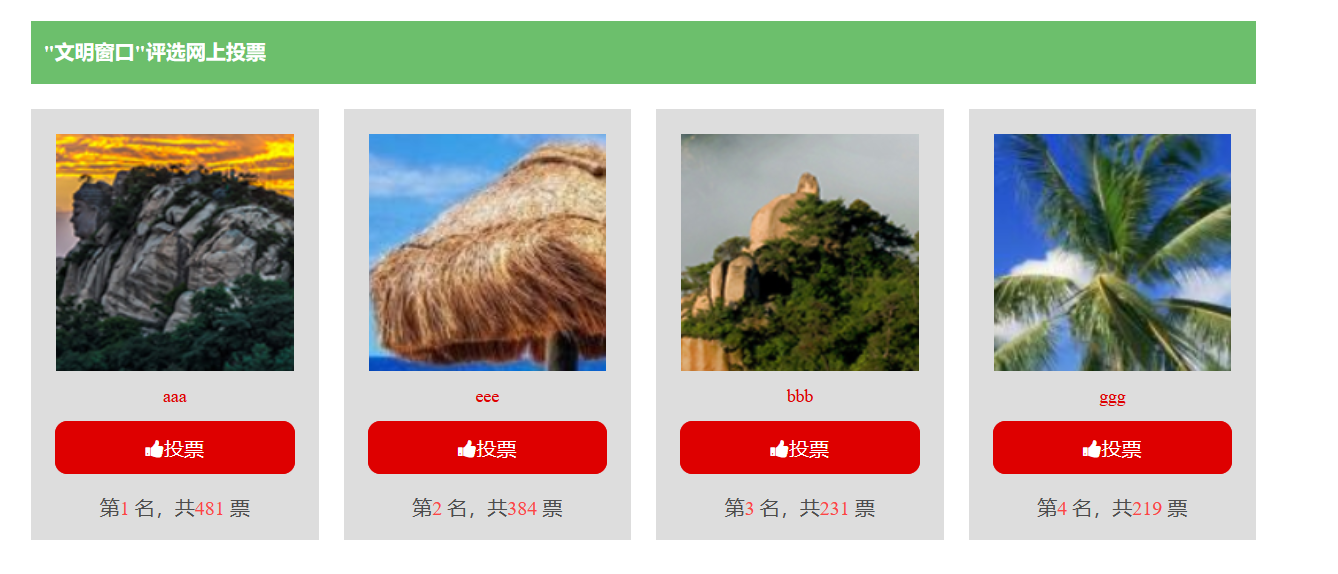 "文明窗口"评选网上投票
aaa
投票
第1 名，共481 票
eee
投票
第2 名，共384 票
bbb
投票
第3 名，共231 票
ggg
投票
第4 名，共219 票